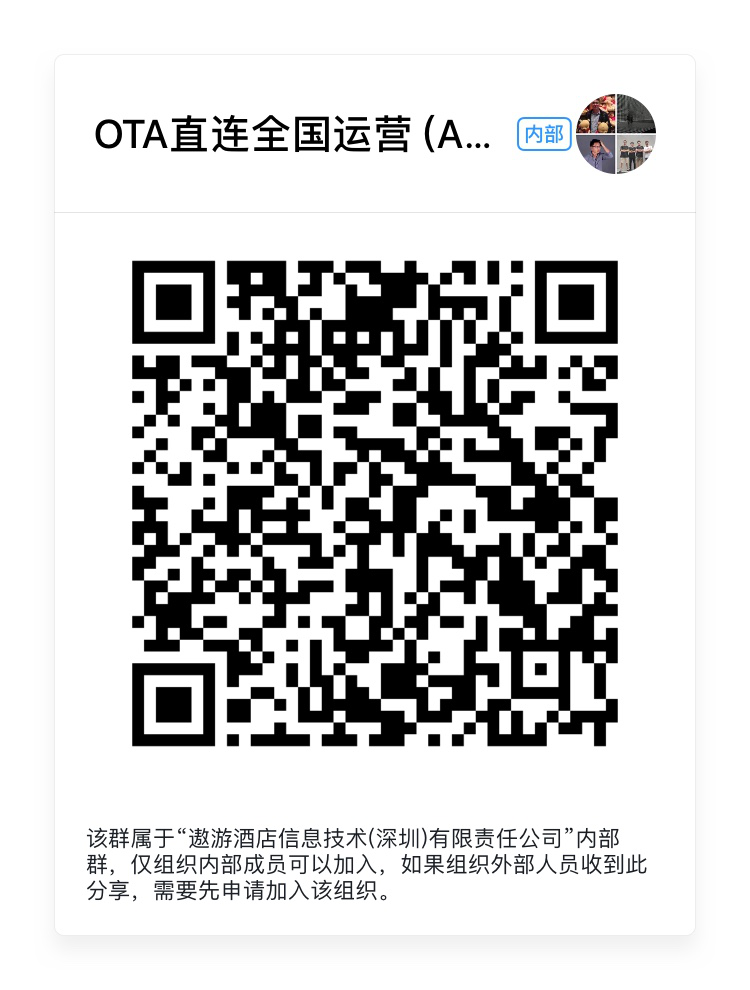 OTA直连全国运营 (A...
内部
该群属于“遨游酒店信息技术(深圳)有限责任公司”内部
群，仅组织内部成员可以加入，如果组织外部人员收到此
分享，需要先申请加入该组织。